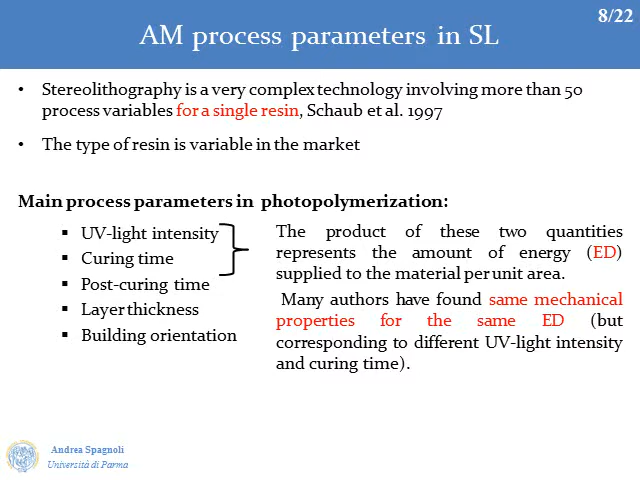 8/22
AM process parameters in SL
• Stereolithography is a very complex technology involving more than 50
process variables for a single resin, Schaub et al. 1997
• The type of resin is variable in the market
Main process parameters in photopolymerization:
▪ UV-light intensity
▪ Curing time
▪ Post-curing time
▪ Layer thickness
▪ Building orientation
The product of these two quantities
represents the amount of energy (ED)
supplied to the material per unit area.
Many authors have found same mechanical
properties for the same ED (but
corresponding to different UV-light intensity
and curing time).
Andrea Spagnoli
Università di Parma